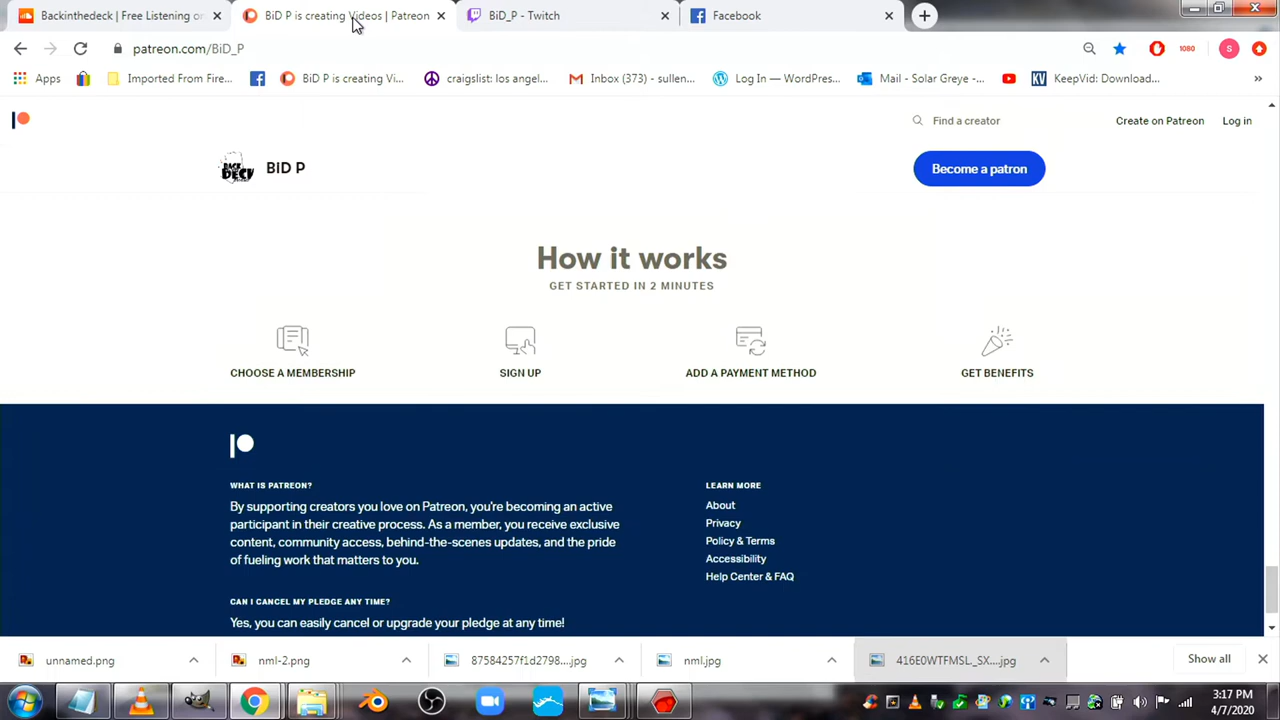 Backinthedeck | Free Listening on
BiD P is creating Videos | Patreon
BiD_P - Twitch
Facebook
patreon.com/BiD_P
1080
S
Apps
Imported From Fire...
BiD P is creating Vi...
craigslist: los angel...
Inbox (373) - sullen...
Log In — WordPress...
Mail - Solar Greye -...
KV
KeepVid: Download...
»
Find a creator
Create on Patreon
Log in
DECK
BiD P
Become a patron
How it works
GET STARTED IN 2 MINUTES
CHOOSE A MEMBERSHIP
SIGN UP
ADD A PAYMENT METHOD
GET BENEFITS
WHAT IS PATREON?
By supporting creators you love on Patreon, you're becoming an active
participant in their creative process. As a member, you receive exclusive
content, community access, behind-the-scenes updates, and the pride
of fueling work that matters to you.
CAN I CANCEL MY PLEDGE ANY TIME?
Yes, you can easily cancel or upgrade your pledge at any time!
LEARN MORE
About
Privacy
Policy & Terms
Accessibility
Help Center & FAQ
unnamed.png
nml-2.png
87584257f1d2798....jpg
nml.jpg
416E0WTFMSL._SX....jpg
Show all
3:17 PM
4/7/2020